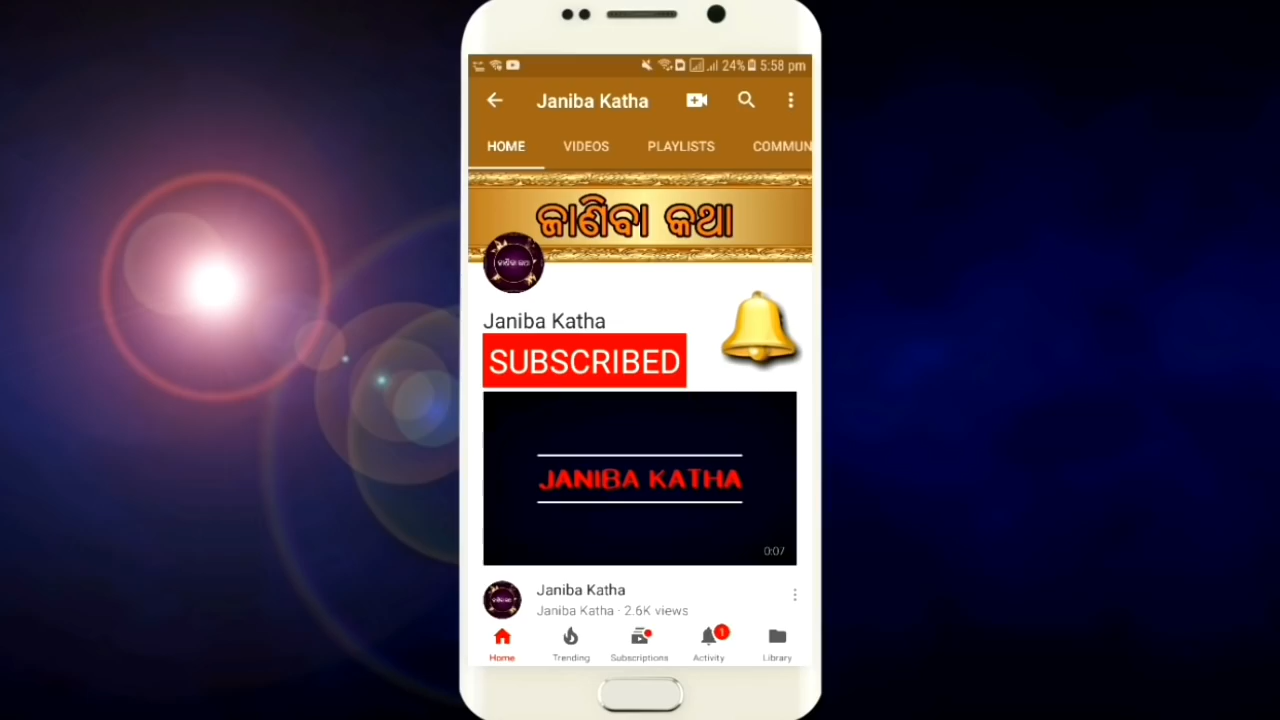 24% 5:58 pm
Janiba Katha
HOME VIDEOS PLAYLISTS COMMUN
ଜାଣିବା କଥା
ଜାଣିବା କଥା
Janiba Katha
SUBSCRIBED
JANIBA KATHA
0:07
Janiba Katha
Janiba Katha · 2.6K views
1
Home Trending Subscriptions Activity Library